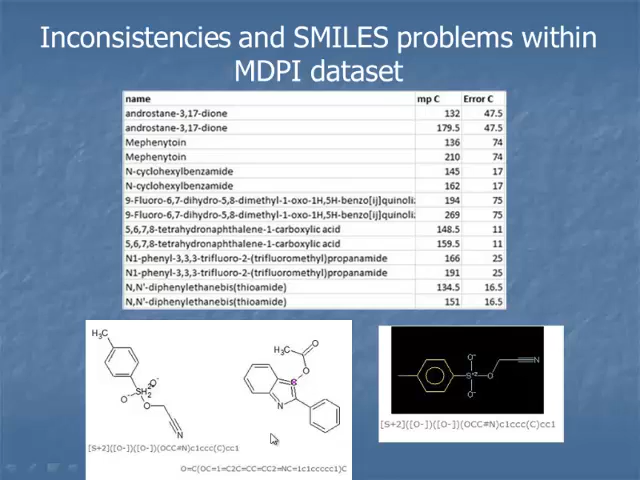 Inconsistencies and SMILES problems within
MDPI dataset
name mp C Error C
androstane-3,17-dione 132 47.5
androstane-3,17-dione 179.5 47.5
Mephenytoin 136 74
Mephenytoin 210 74
N-cyclohexylbenzamide 145 17
N-cyclohexylbenzamide 162 17
9-Fluoro-6,7-dihydro-5,8-dimethyl-1-oxo-1H,5H-benzo[ij]quinoli 194 75
9-Fluoro-6,7-dihydro-5,8-dimethyl-1-oxo-1H,5H-benzo[ij]quinoli 269 75
5,6,7,8-tetrahydronaphthalene-1-carboxylic acid 148.5 11
5,6,7,8-tetrahydronaphthalene-1-carboxylic acid 159.5 11
N1-phenyl-3,3,3-trifluoro-2-(trifluoromethyl)propanamide 166 25
N1-phenyl-3,3,3-trifluoro-2-(trifluoromethyl)propanamide 191 25
N,N'-diphenylethanebis(thioamide) 134.5 16.5
N,N'-diphenylethanebis(thioamide) 151 16.5
H₃C
O⁻
O⁻
O
N
H₃C O
O
C
N
O⁻
S O N
O⁻
[S+2]([O-])([O-])(OCC#N)c1ccc(C)cc1
O=C(OC=1=C2C=CC=CC2=NC=1c1ccccc1)C
[S+2]([O-])([O-])(OCC#N)c1ccc(C)cc1